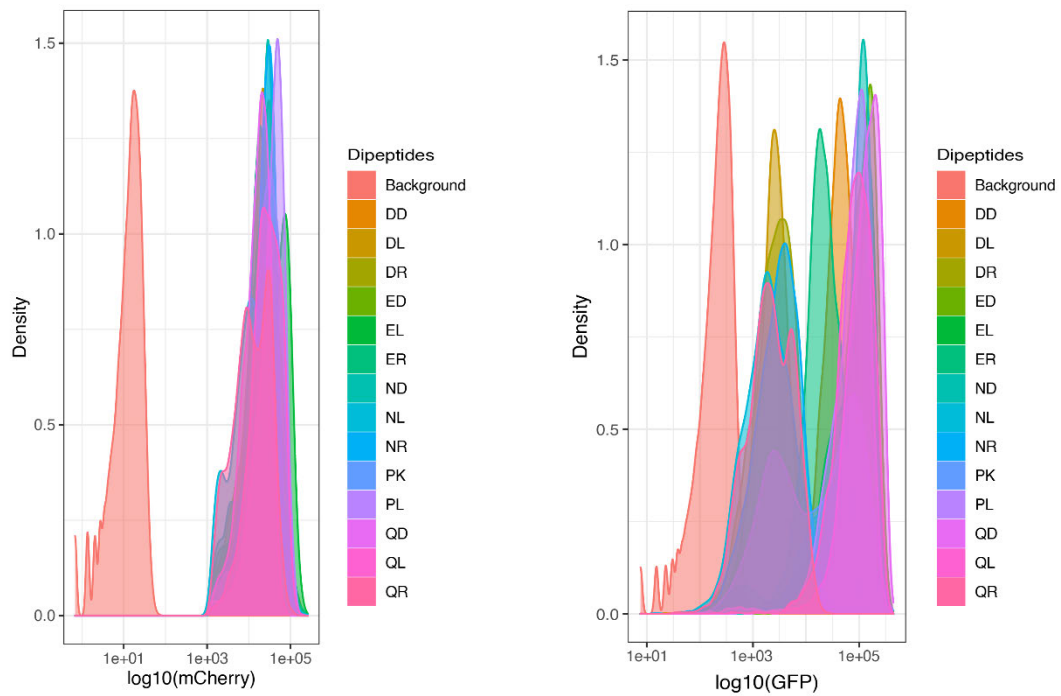 1.5
1.0
0.5
0.0
Density
1e+01
1e+03
1e+05
log10(mCherry)
Dipeptides
Background
DD
DL
DR
ED
EL
ER
ND
NL
NR
PK
PL
QD
QL
QR
1.5
1.0
0.5
0.0
Density
1e+01
1e+03
1e+05
log10(GFP)
Dipeptides
Background
DD
DL
DR
ED
EL
ER
ND
NL
NR
PK
PL
QD
QL
QR